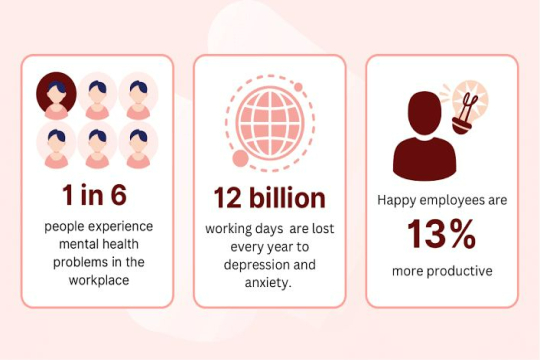 1 in 6
people experience
mental health
problems in the
workplace
12 billion
working days are lost
every year to
depression and
anxiety.
Happy employees are
13%
more productive